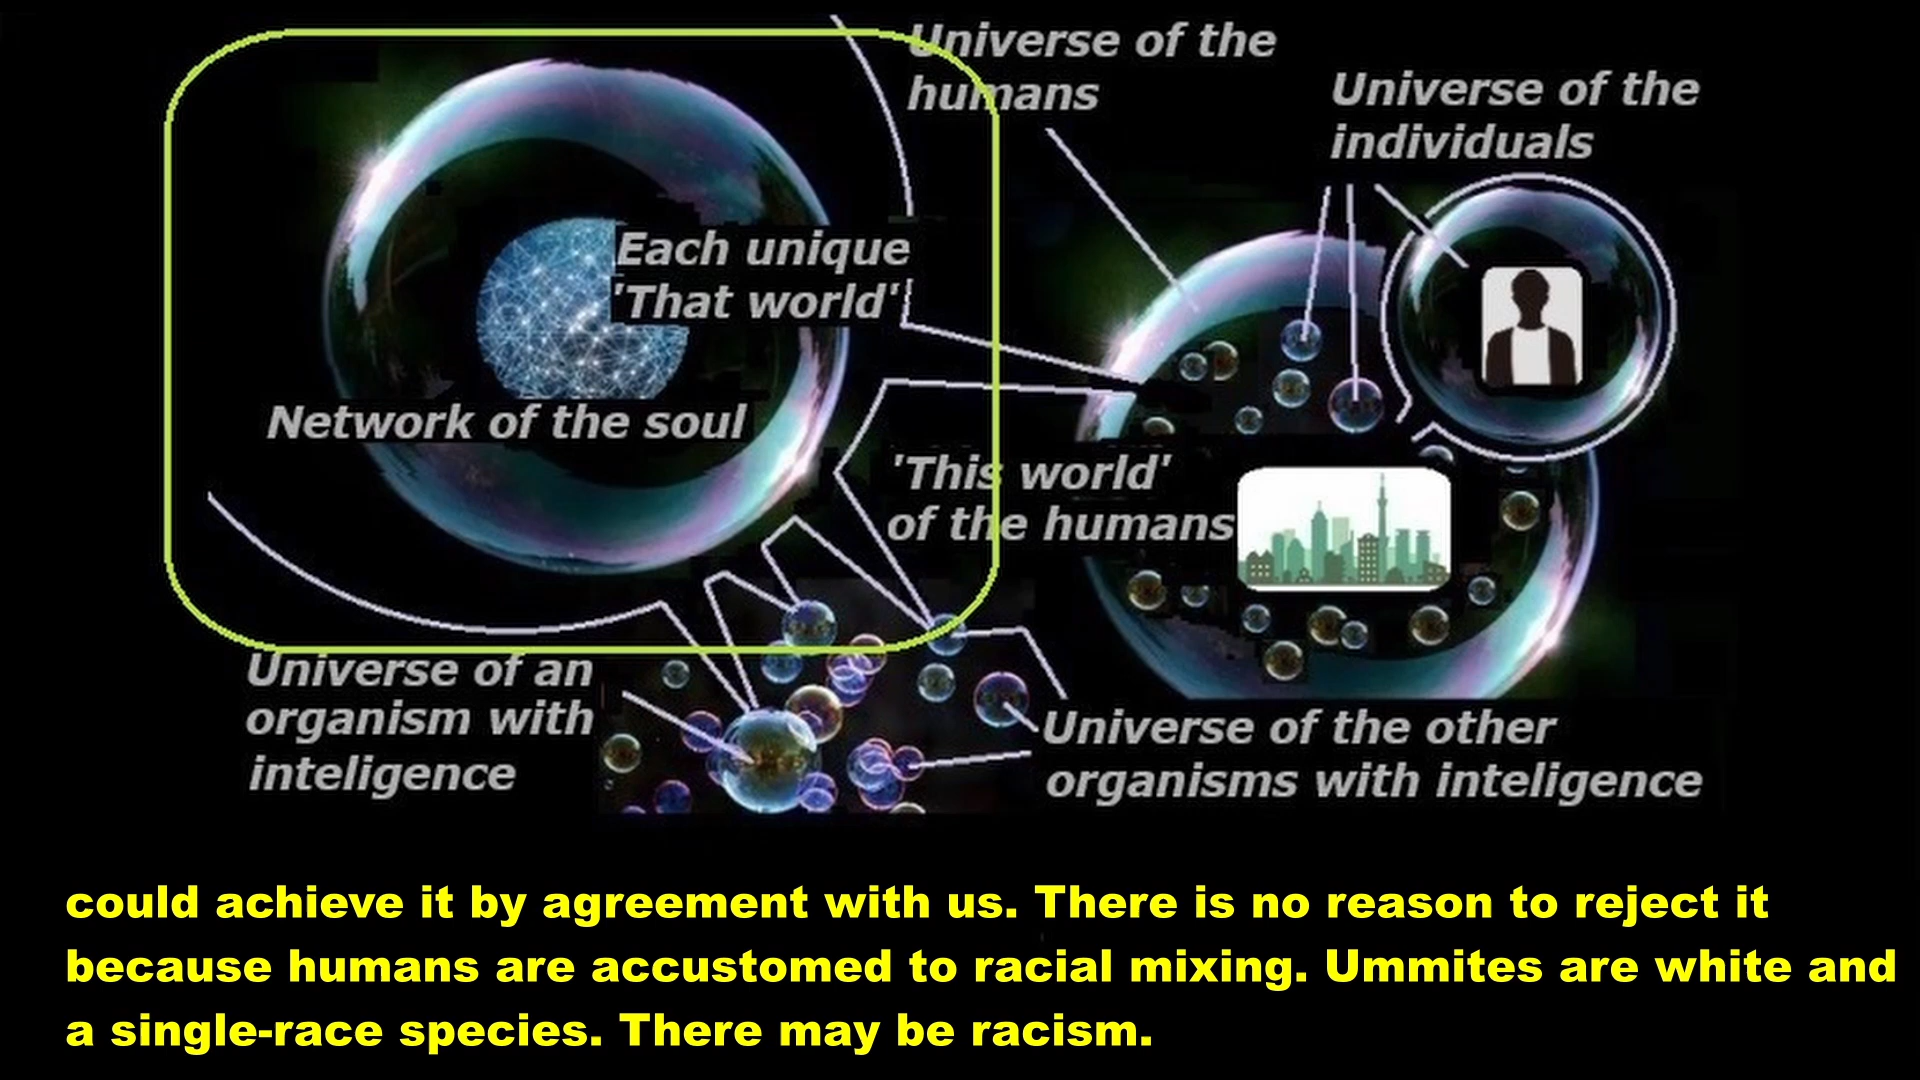 Universe of the
humans
Universe of the
individuals
Each unique
'That world'
Network of the soul
'This world'
of the humans
Universe of an
organism with
inteligence
Universe of the other
organisms with inteligence
could achieve it by agreement with us. There is no reason to reject it
because humans are accustomed to racial mixing. Ummites are white and
a single-race species. There may be racism.